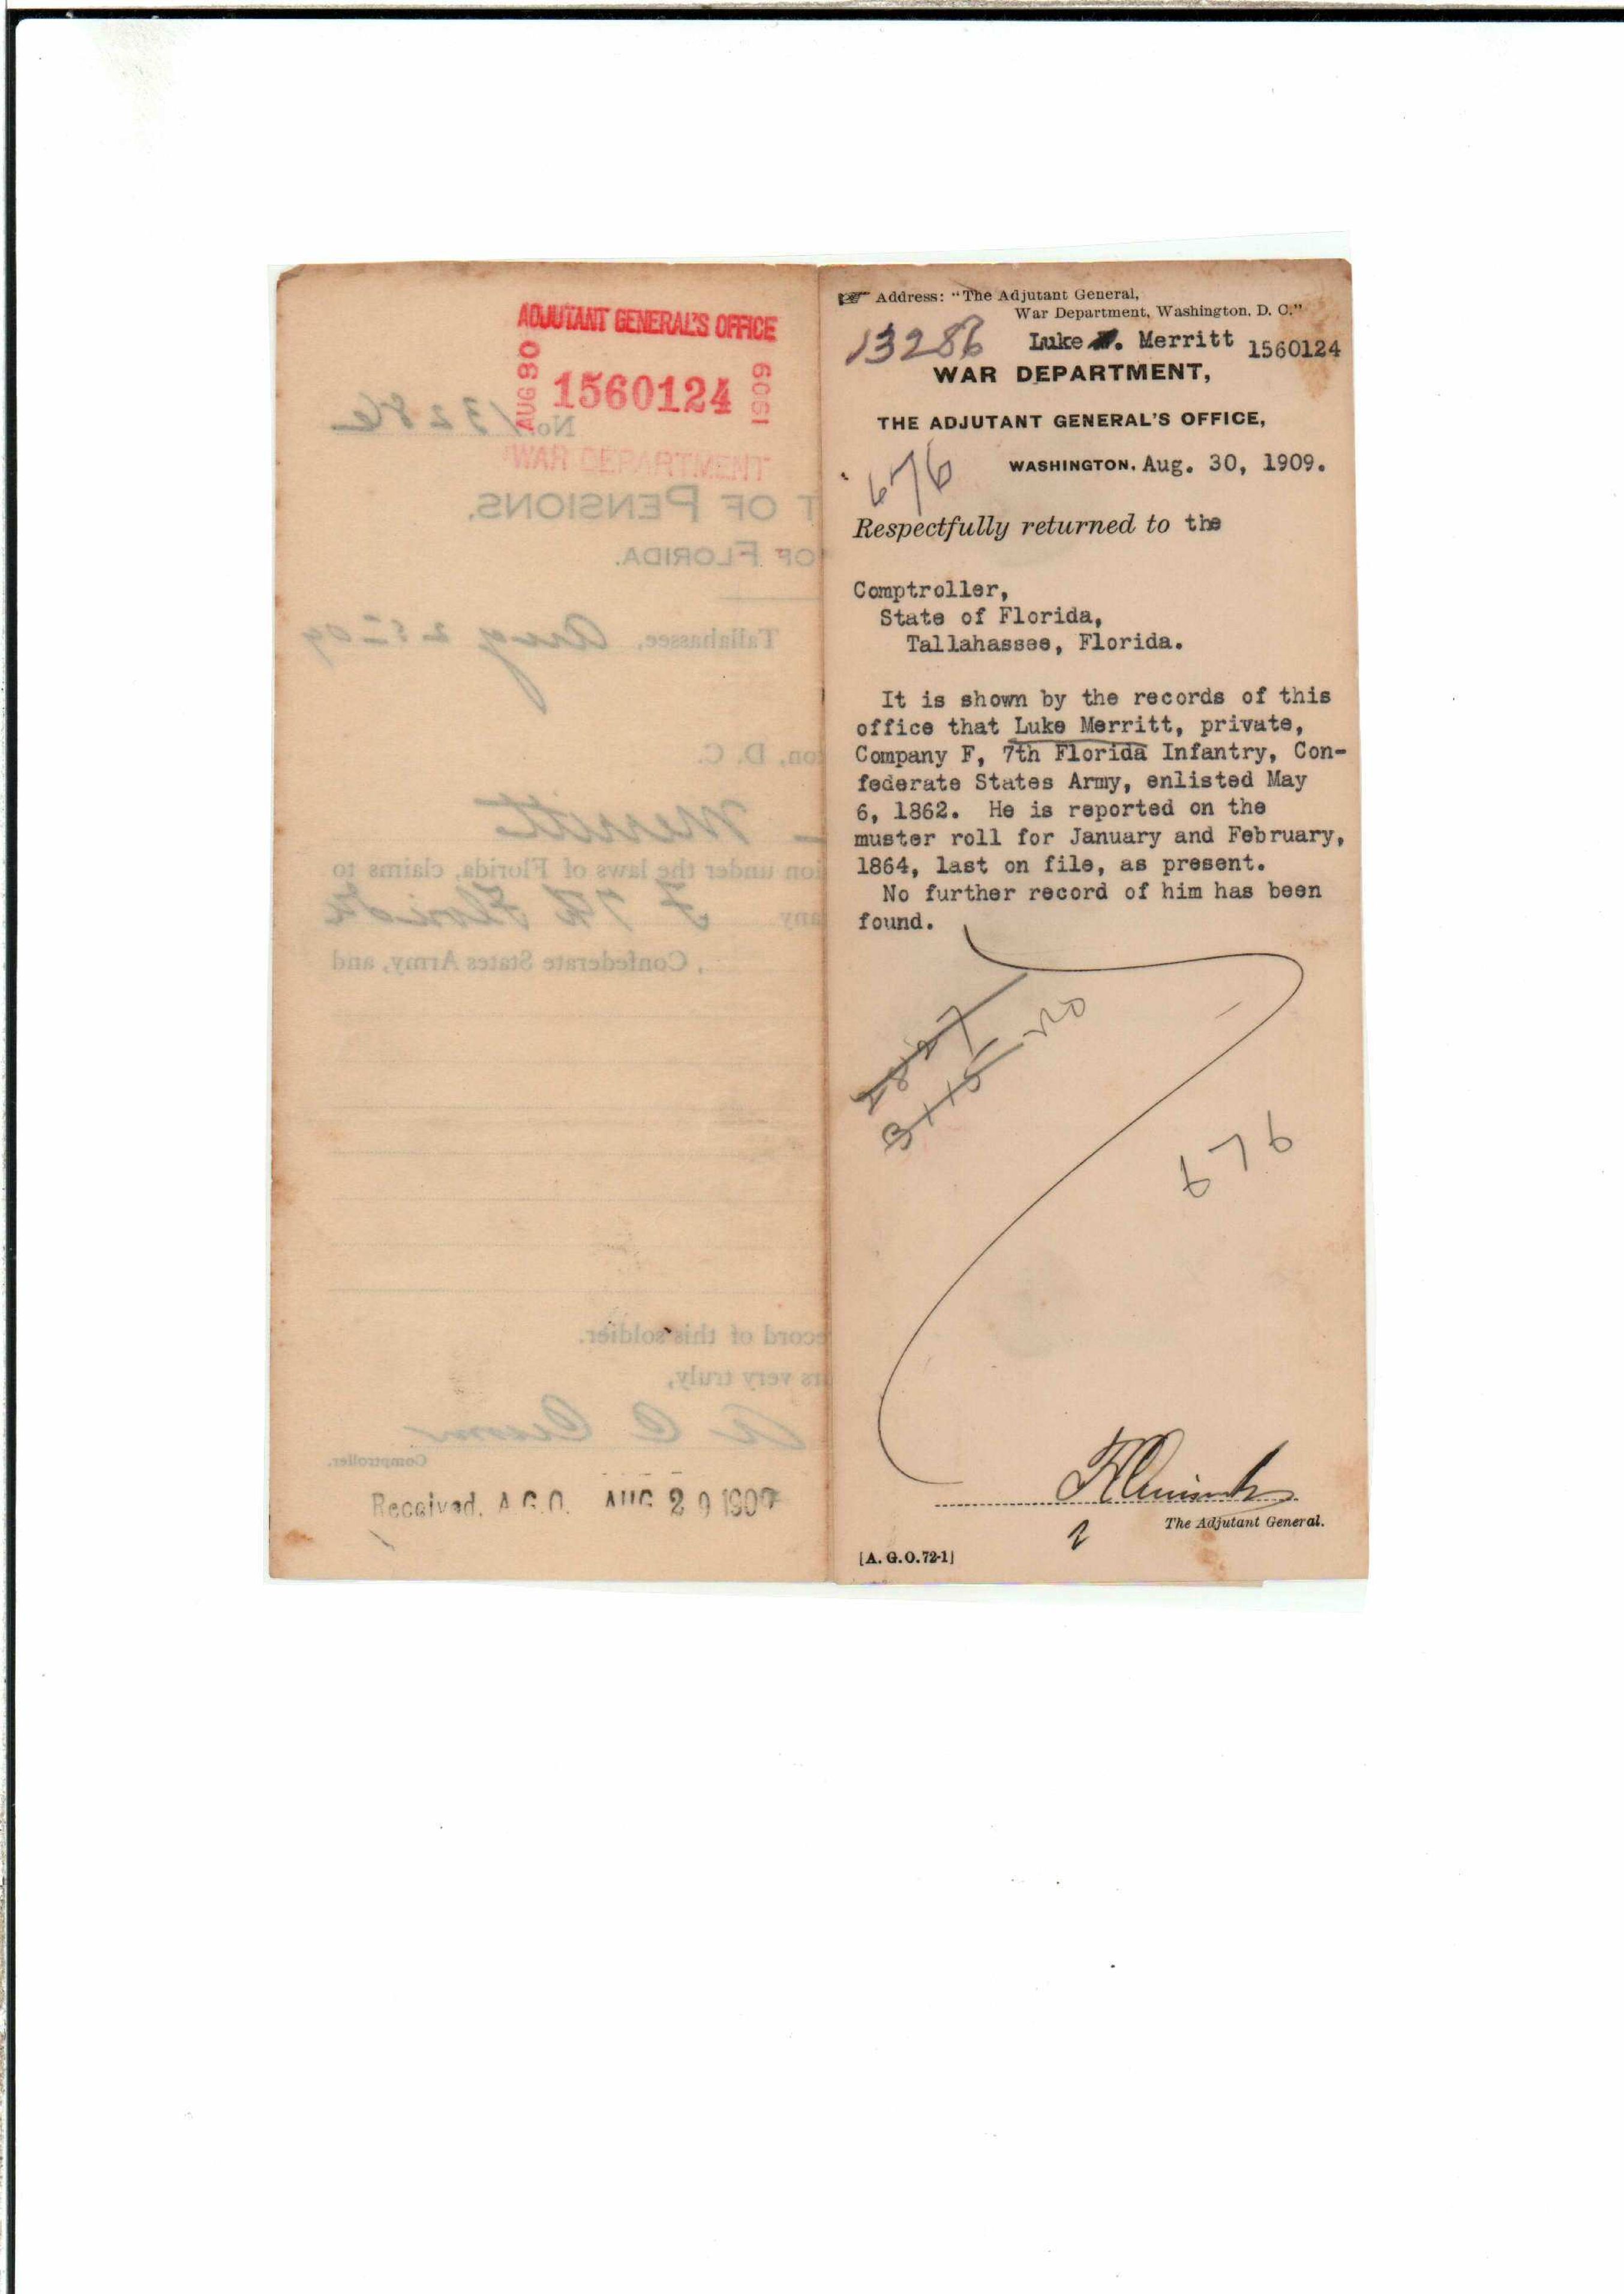 ADJUTANT GENERAL'S OFFICE
AUG 30
1560124
1909
WAR DEPARTMENT
No. 13286
T OF PENSIONS.
OF FLORIDA.
Tallahassee, Aug 28 - 09
on, D. C.
Merritt
ion under the laws of Florida, claims to
any F 7th Florida
, Confederate States Army, and
ecord of this soldier.
rs very truly,
A C Croom
Comptroller.
Received, A.G.O. AUG 29 1909
Address: "The Adjutant General,
War Department, Washington, D. C."
13286
Luke . Merritt 1560124
WAR DEPARTMENT,
THE ADJUTANT GENERAL'S OFFICE,
676
WASHINGTON, Aug. 30, 1909.
Respectfully returned to the
Comptroller,
State of Florida,
Tallahassee, Florida.
It is shown by the records of this
office that Luke Merritt, private,
Company F, 7th Florida Infantry, Con-
federate States Army, enlisted May
6, 1862. He is reported on the
muster roll for January and February,
1864, last on file, as present.
No further record of him has been
found.
676
The Adjutant General.
2
[A. G. O. 72-1]